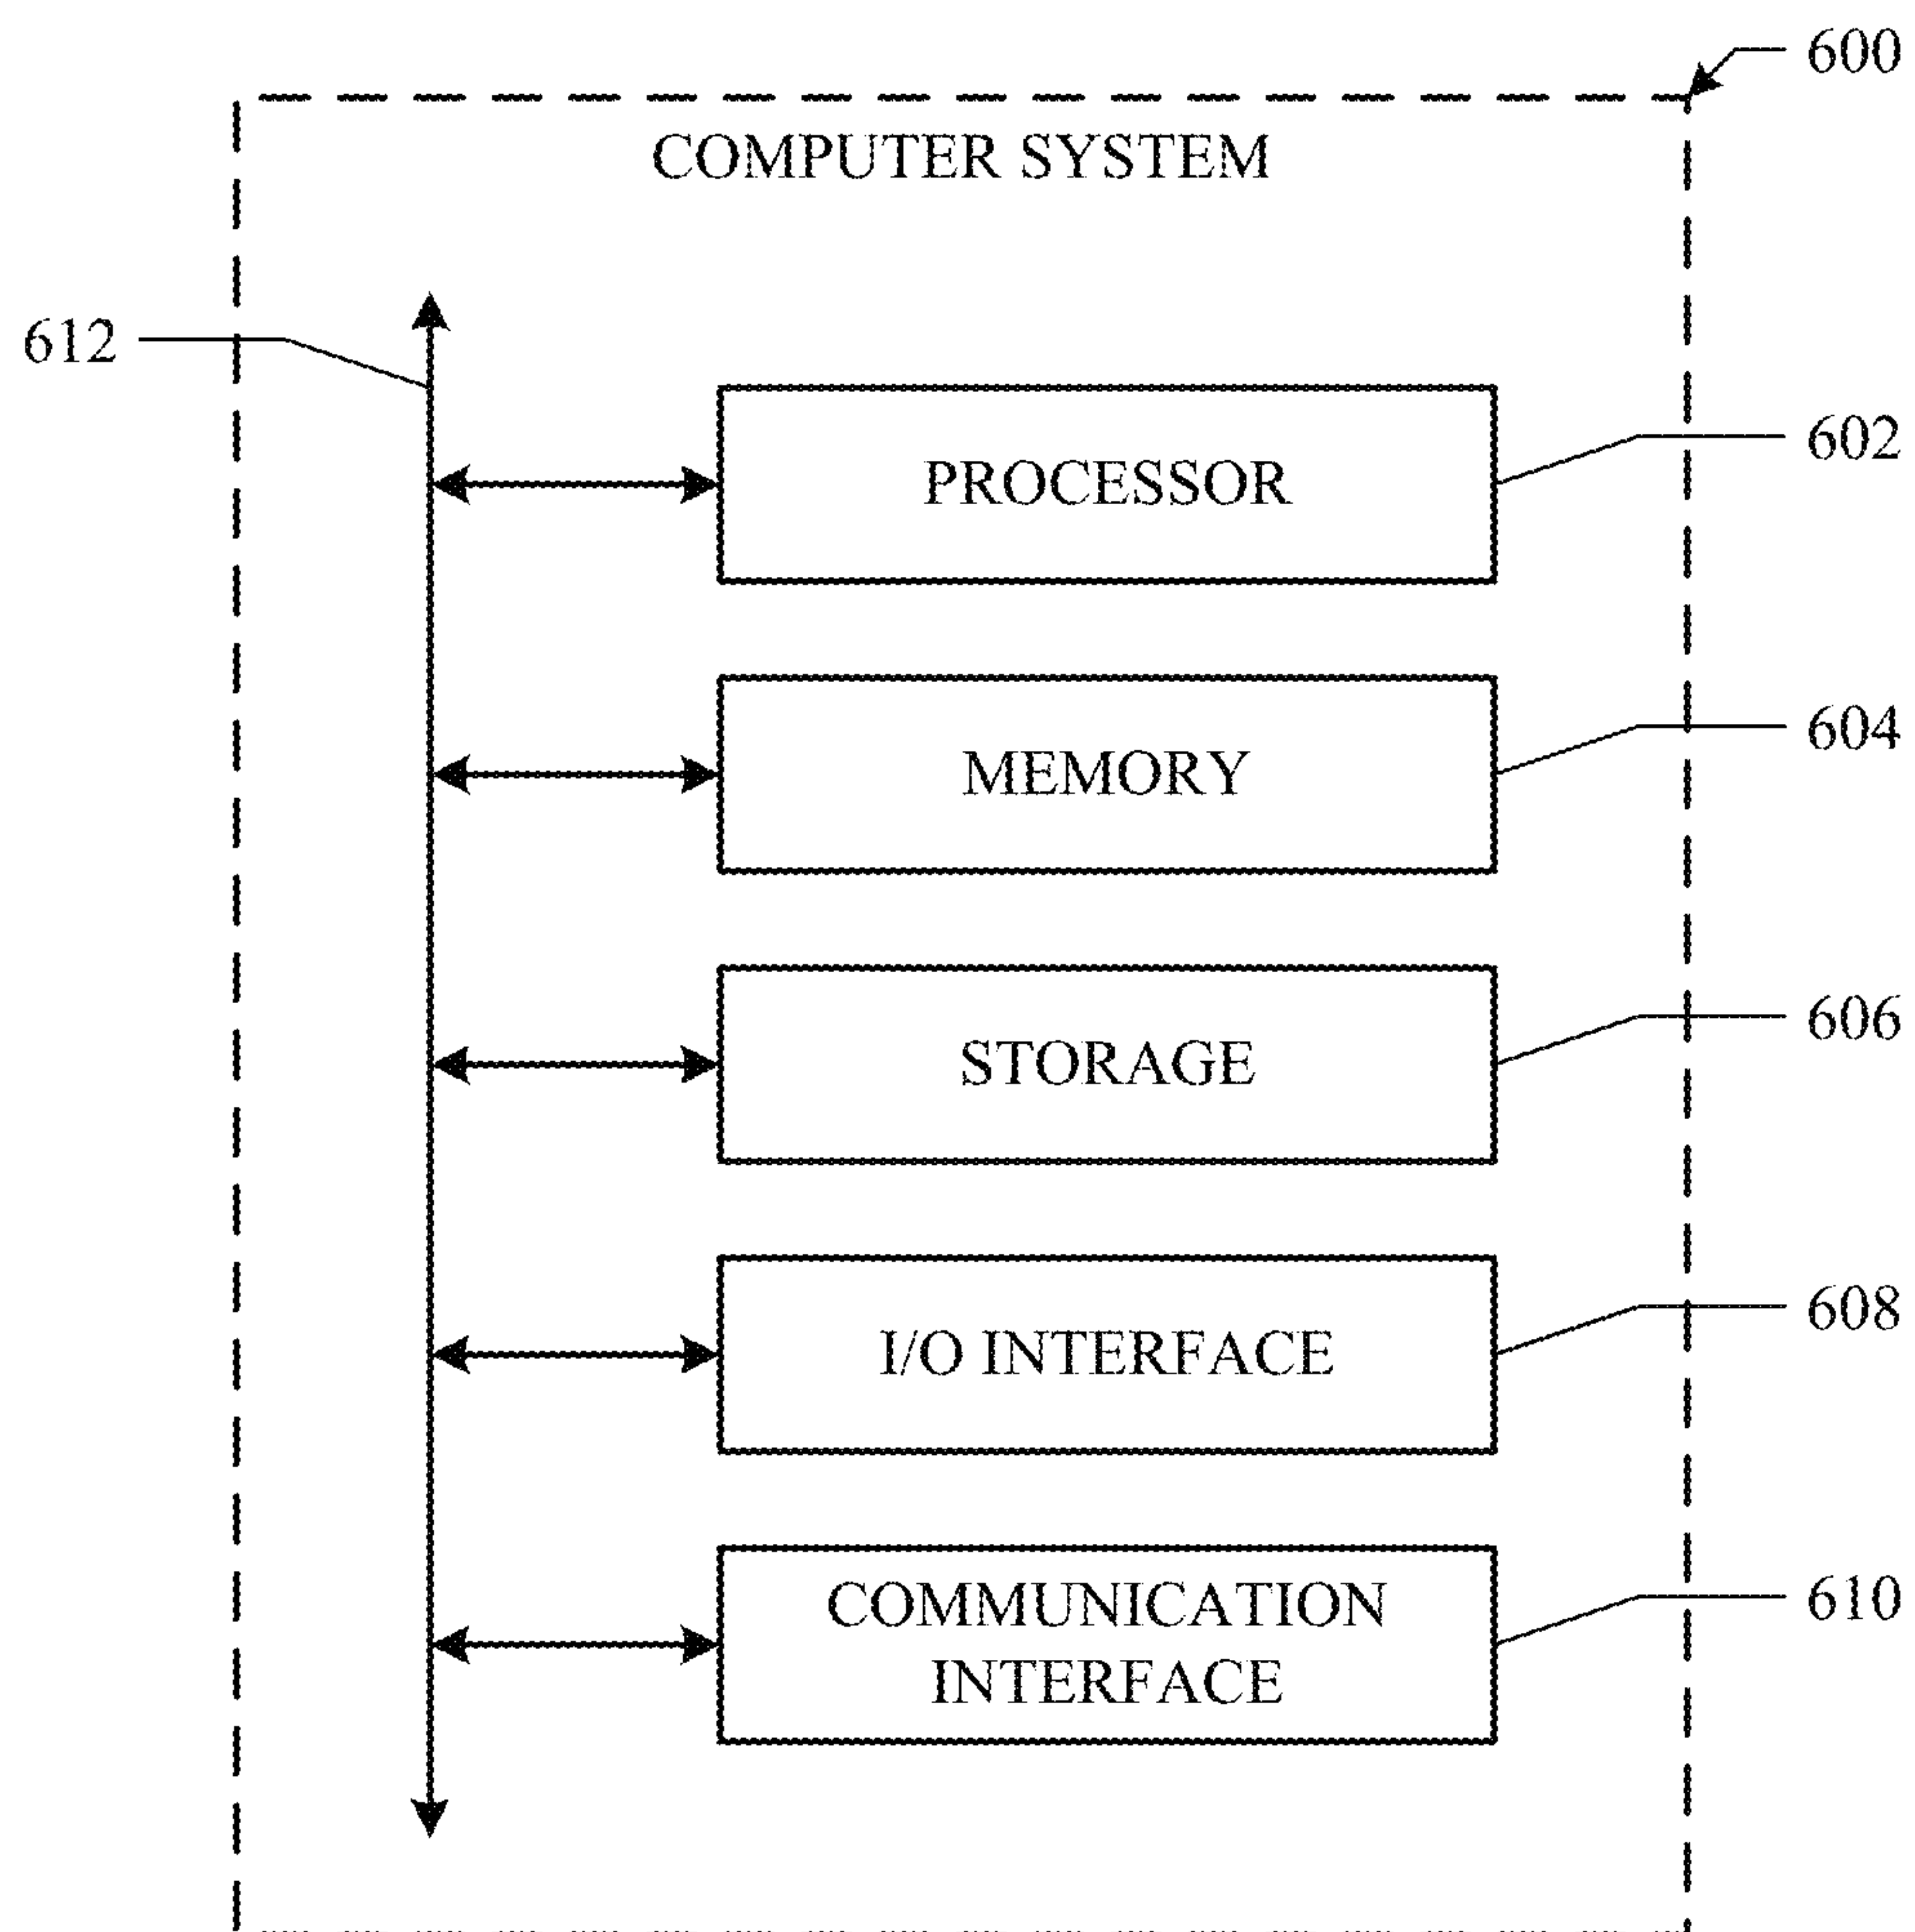 600
COMPUTER SYSTEM
612
PROCESSOR
602
MEMORY
604
STORAGE
606
I/O INTERFACE
608
COMMUNICATION
INTERFACE
610